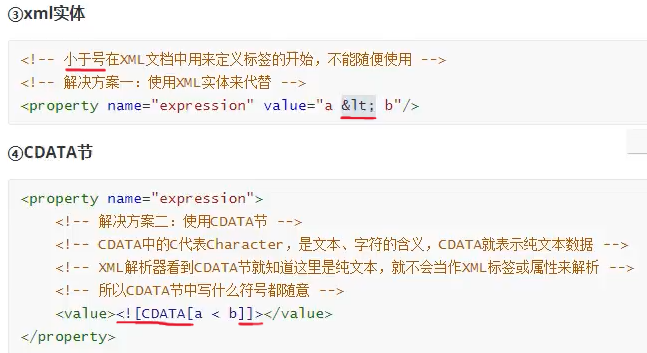 ③xml实体
<!-- 小于号在XML文档中用来定义标签的开始，不能随便使用 -->
<!-- 解决方案一：使用XML实体来代替 -->
<property name="expression" value="a &lt; b"/>
④CDATA节
<property name="expression">
<!-- 解决方案二：使用CDATA节 -->
<!-- CDATA中的C代表Character，是文本、字符的含义，CDATA就表示纯文本数据 -->
<!-- XML解析器看到CDATA节就知道这里是纯文本，就不会当作XML标签或属性来解析 -->
<!-- 所以CDATA节中写什么符号都随意 -->
<value><![CDATA[a < b]]></value>
</property>